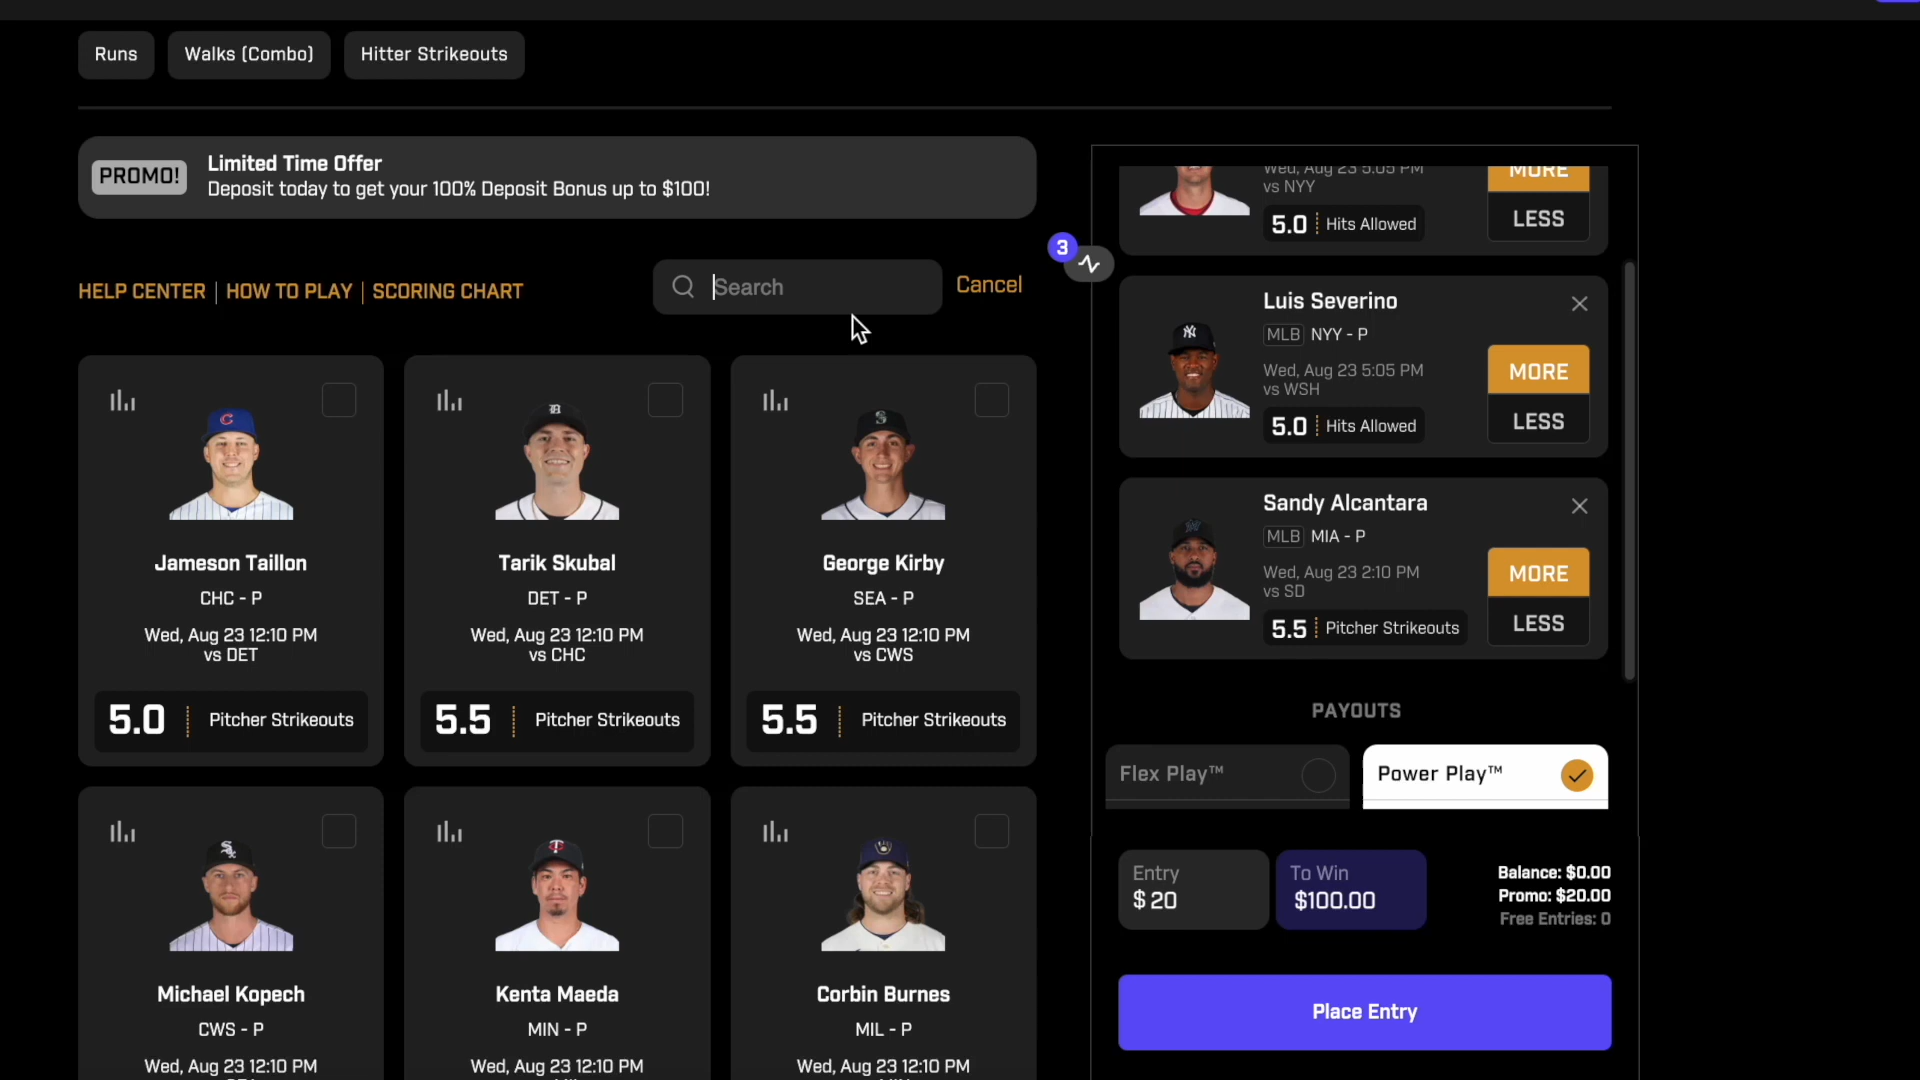 Runs
Walks (Combo)
Hitter Strikeouts
PROMO!
Limited Time Offer
Deposit today to get your 100% Deposit Bonus up to $100!
HELP CENTER | HOW TO PLAY | SCORING CHART
Search
Cancel
Jameson Taillon
CHC - P
Wed, Aug 23 12:10 PM
vs DET
5.0 Pitcher Strikeouts
Tarik Skubal
DET - P
Wed, Aug 23 12:10 PM
vs CHC
5.5 Pitcher Strikeouts
George Kirby
SEA - P
Wed, Aug 23 12:10 PM
vs CWS
5.5 Pitcher Strikeouts
Michael Kopech
CWS - P
Wed, Aug 23 12:10 PM
Kenta Maeda
MIN - P
Wed, Aug 23 12:10 PM
Corbin Burnes
MIL - P
Wed, Aug 23 12:10 PM
3
Wed, Aug 23 5:05 PM
vs NYY
5.0 Hits Allowed
MORE
LESS
Luis Severino
MLB NYY - P
Wed, Aug 23 5:05 PM
vs WSH
5.0 Hits Allowed
MORE
LESS
Sandy Alcantara
MLB MIA - P
Wed, Aug 23 2:10 PM
vs SD
5.5 Pitcher Strikeouts
MORE
LESS
PAYOUTS
Flex Play™
Power Play™
Entry
$ 20
To Win
$100.00
Balance: $0.00
Promo: $20.00
Free Entries: 0
Place Entry